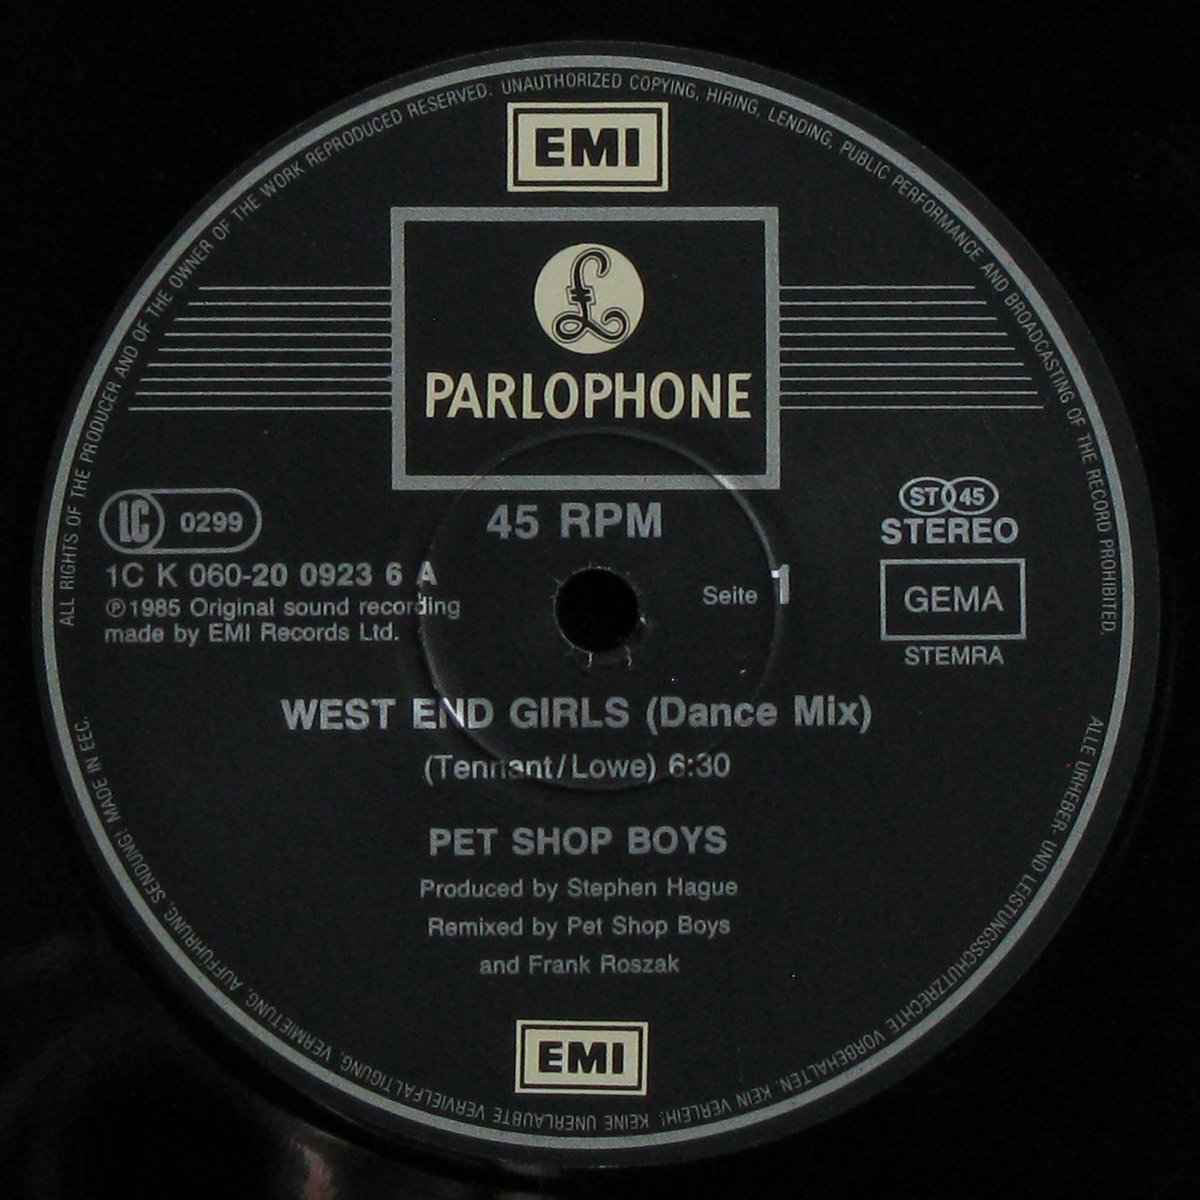 ALL RIGHTS OF THE PRODUCER AND OF THE OWNER OF THE WORK REPRODUCED RESERVED. UNAUTHORIZED COPYING, HIRING, LENDING, PUBLIC PERFORMANCE AND BROADCASTING OF THE RECORD PROHIBITED.
EMI
£
PARLOPHONE
45 RPM
LC 0299
1C K 060-20 0923 6 A
℗1985 Original sound recording
made by EMI Records Ltd.
Seite 1
ST 45
STEREO
GEMA
STEMRA
WEST END GIRLS (Dance Mix)
(Tennant/Lowe) 6:30
PET SHOP BOYS
Produced by Stephen Hague
Remixed by Pet Shop Boys
and Frank Roszak
EMI
ALLE URHEBER- UND LEISTUNGSSCHUTZRECHTE VORBEHALTEN. KEIN VERLEIH! KEINE UNERLAUBTE VERVIELFÄLTIGUNG, VERMIETUNG, AUFFÜHRUNG, SENDUNG! MADE IN EEC.